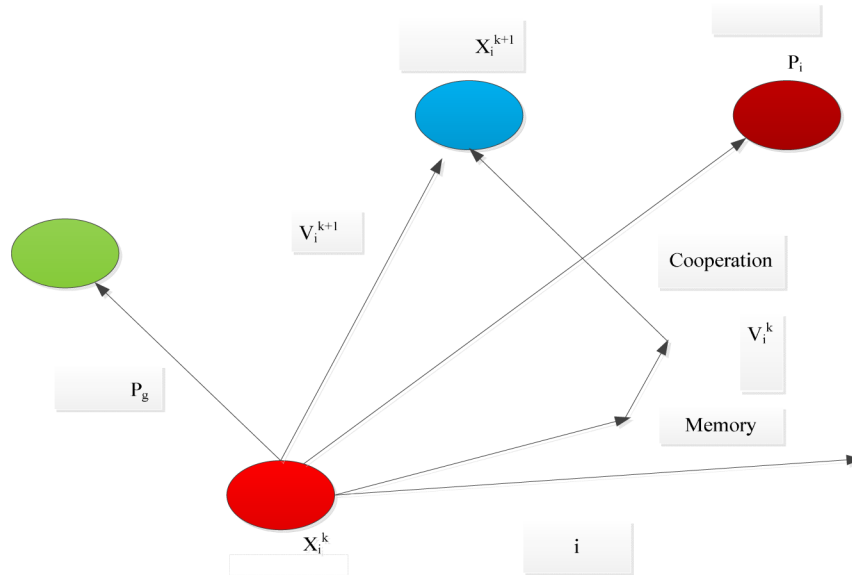 X_i^{k+1}
P_i
V_i^{k+1}
Cooperation
V_i^k
P_g
Memory
X_i^k
i